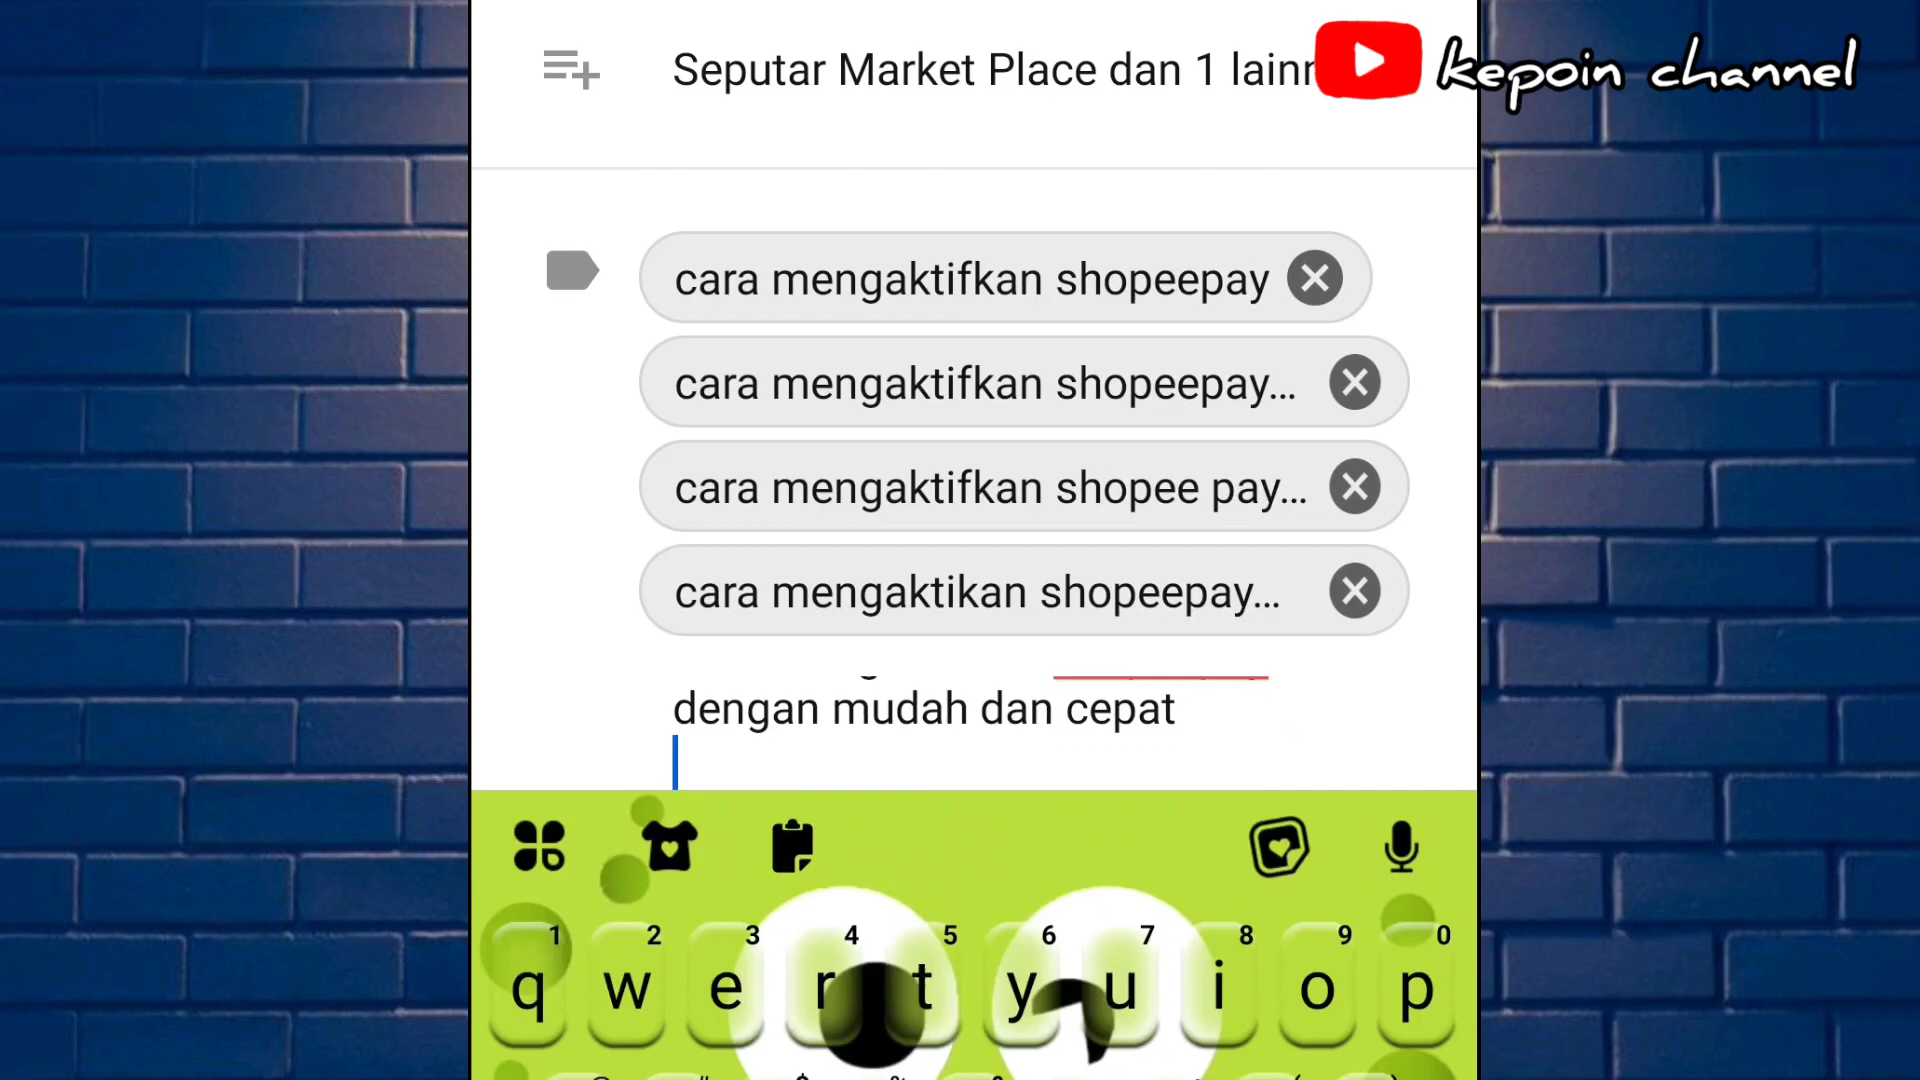 Seputar Market Place dan 1 lainn
kepoin channel
cara mengaktifkan shopeepay
cara mengaktifkan shopeepay...
cara mengaktifkan shopee pay...
cara mengaktikan shopeepay...
dengan mudah dan cepat
1 2 3 4 5 6 7 8 9 0
q w e r t y u i o p